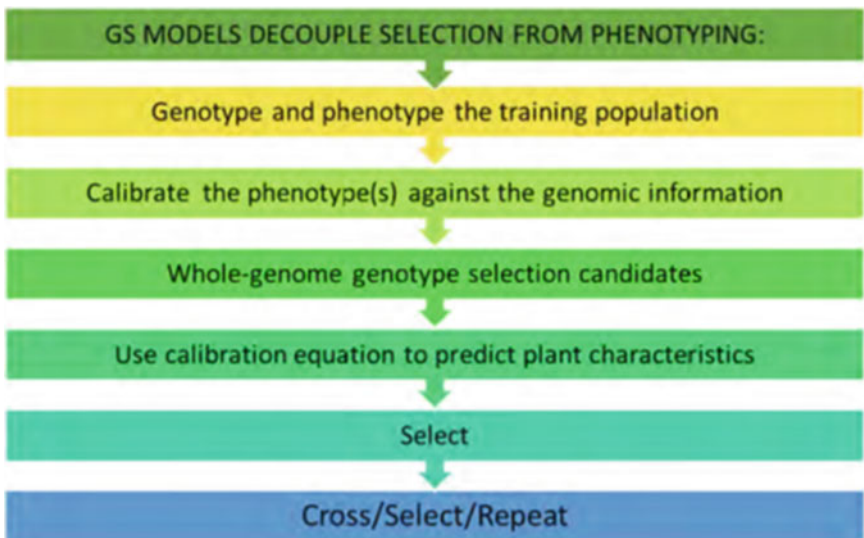 GS MODELS DECOUPLE SELECTION FROM PHENOTYPING:
Genotype and phenotype the training population
Calibrate the phenotype(s) against the genomic information
Whole-genome genotype selection candidates
Use calibration equation to predict plant characteristics
Select
Cross/Select/Repeat